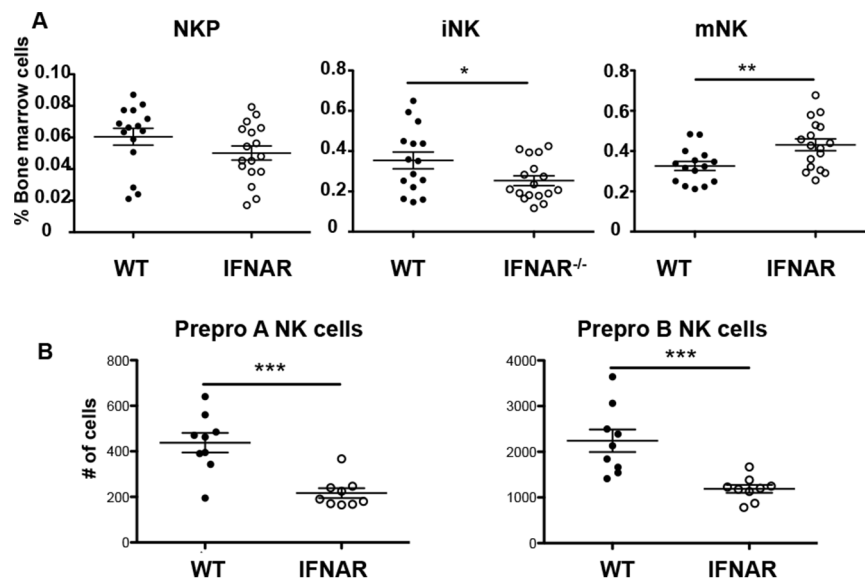 A
NKP
iNK
mNK
% Bone marrow cells
0.10
0.08
0.06
0.04
0.02
0
WT
IFNAR
0.8
0.6
0.4
0.2
0
*
WT
IFNAR-/-
0.8
0.6
0.4
0.2
0
**
WT
IFNAR
B
Prepro A NK cells
Prepro B NK cells
# of cells
800
600
400
200
0
***
WT
IFNAR
4000
3000
2000
1000
0
***
WT
IFNAR